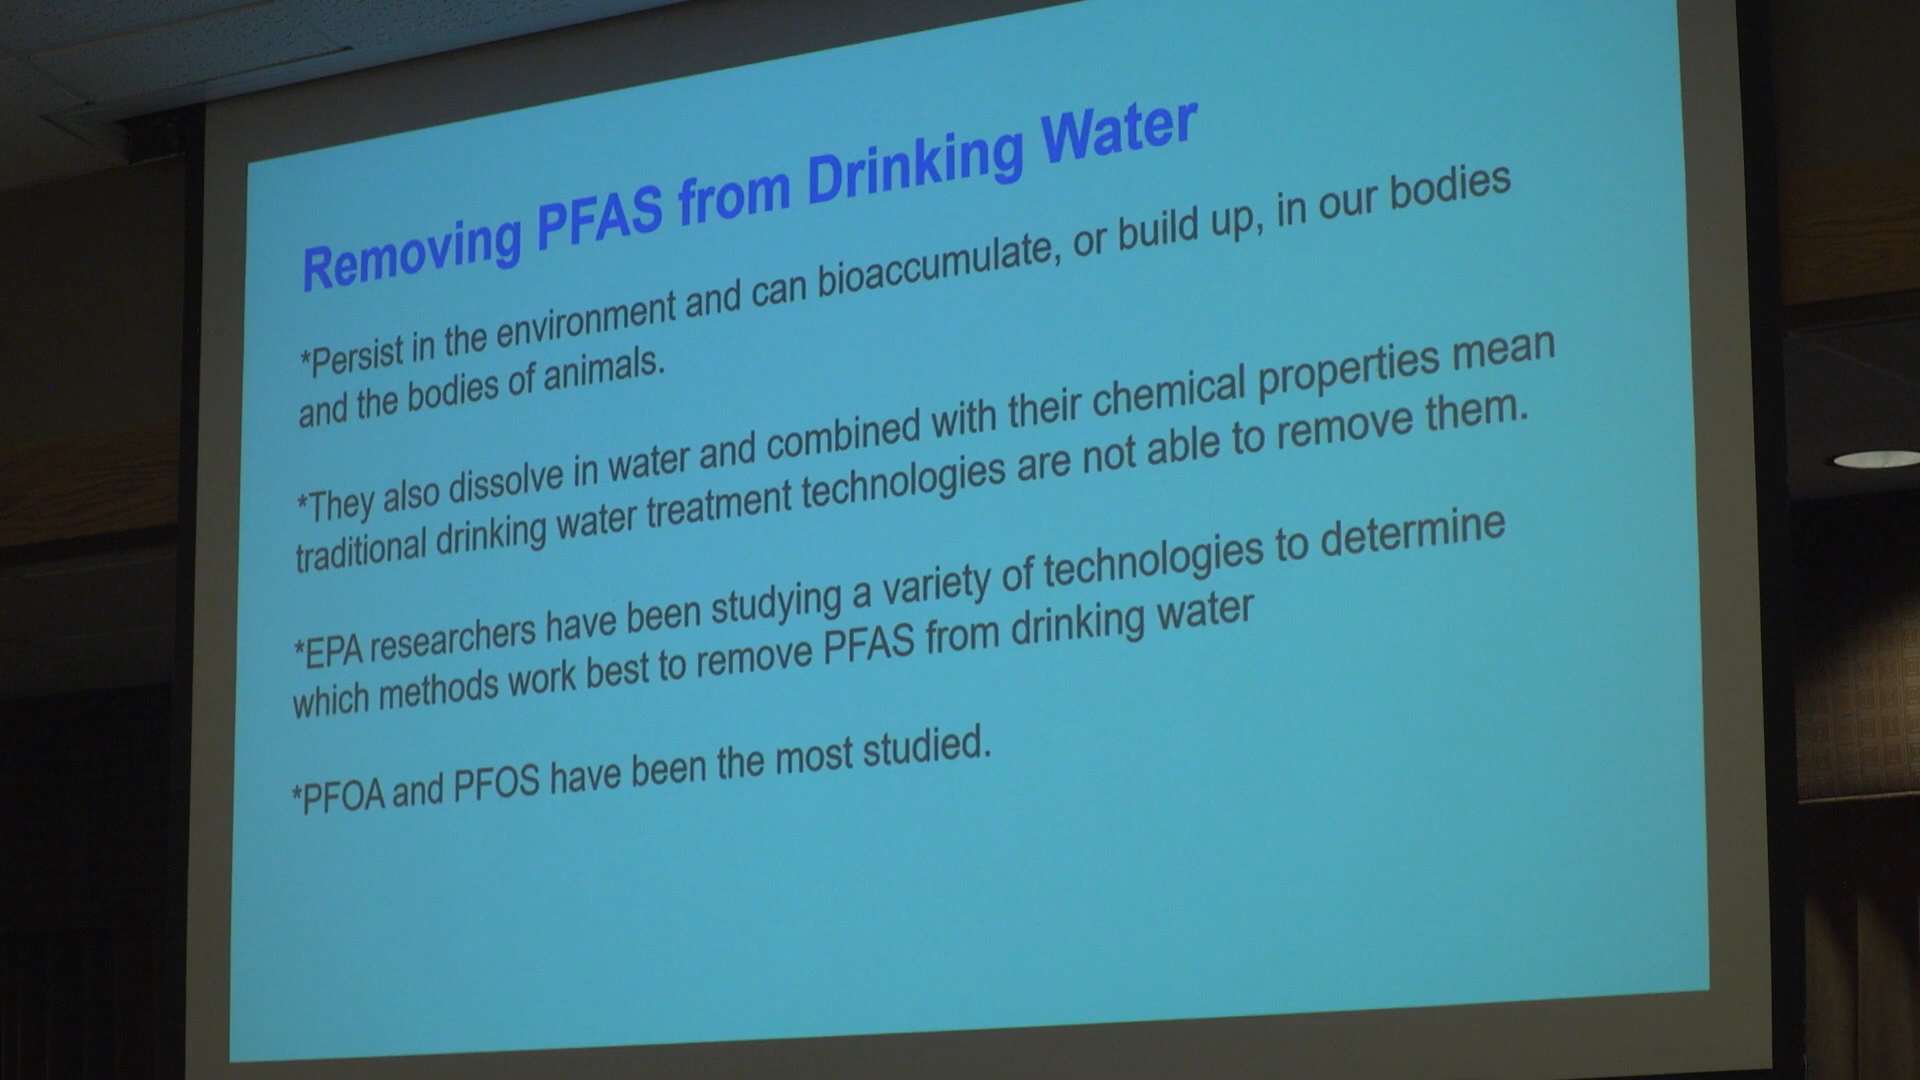 Removing PFAS from Drinking Water
*Persist in the environment and can bioaccumulate, or build up, in our bodies
and the bodies of animals.
*They also dissolve in water and combined with their chemical properties mean
traditional drinking water treatment technologies are not able to remove them.
*EPA researchers have been studying a variety of technologies to determine
which methods work best to remove PFAS from drinking water
*PFOA and PFOS have been the most studied.